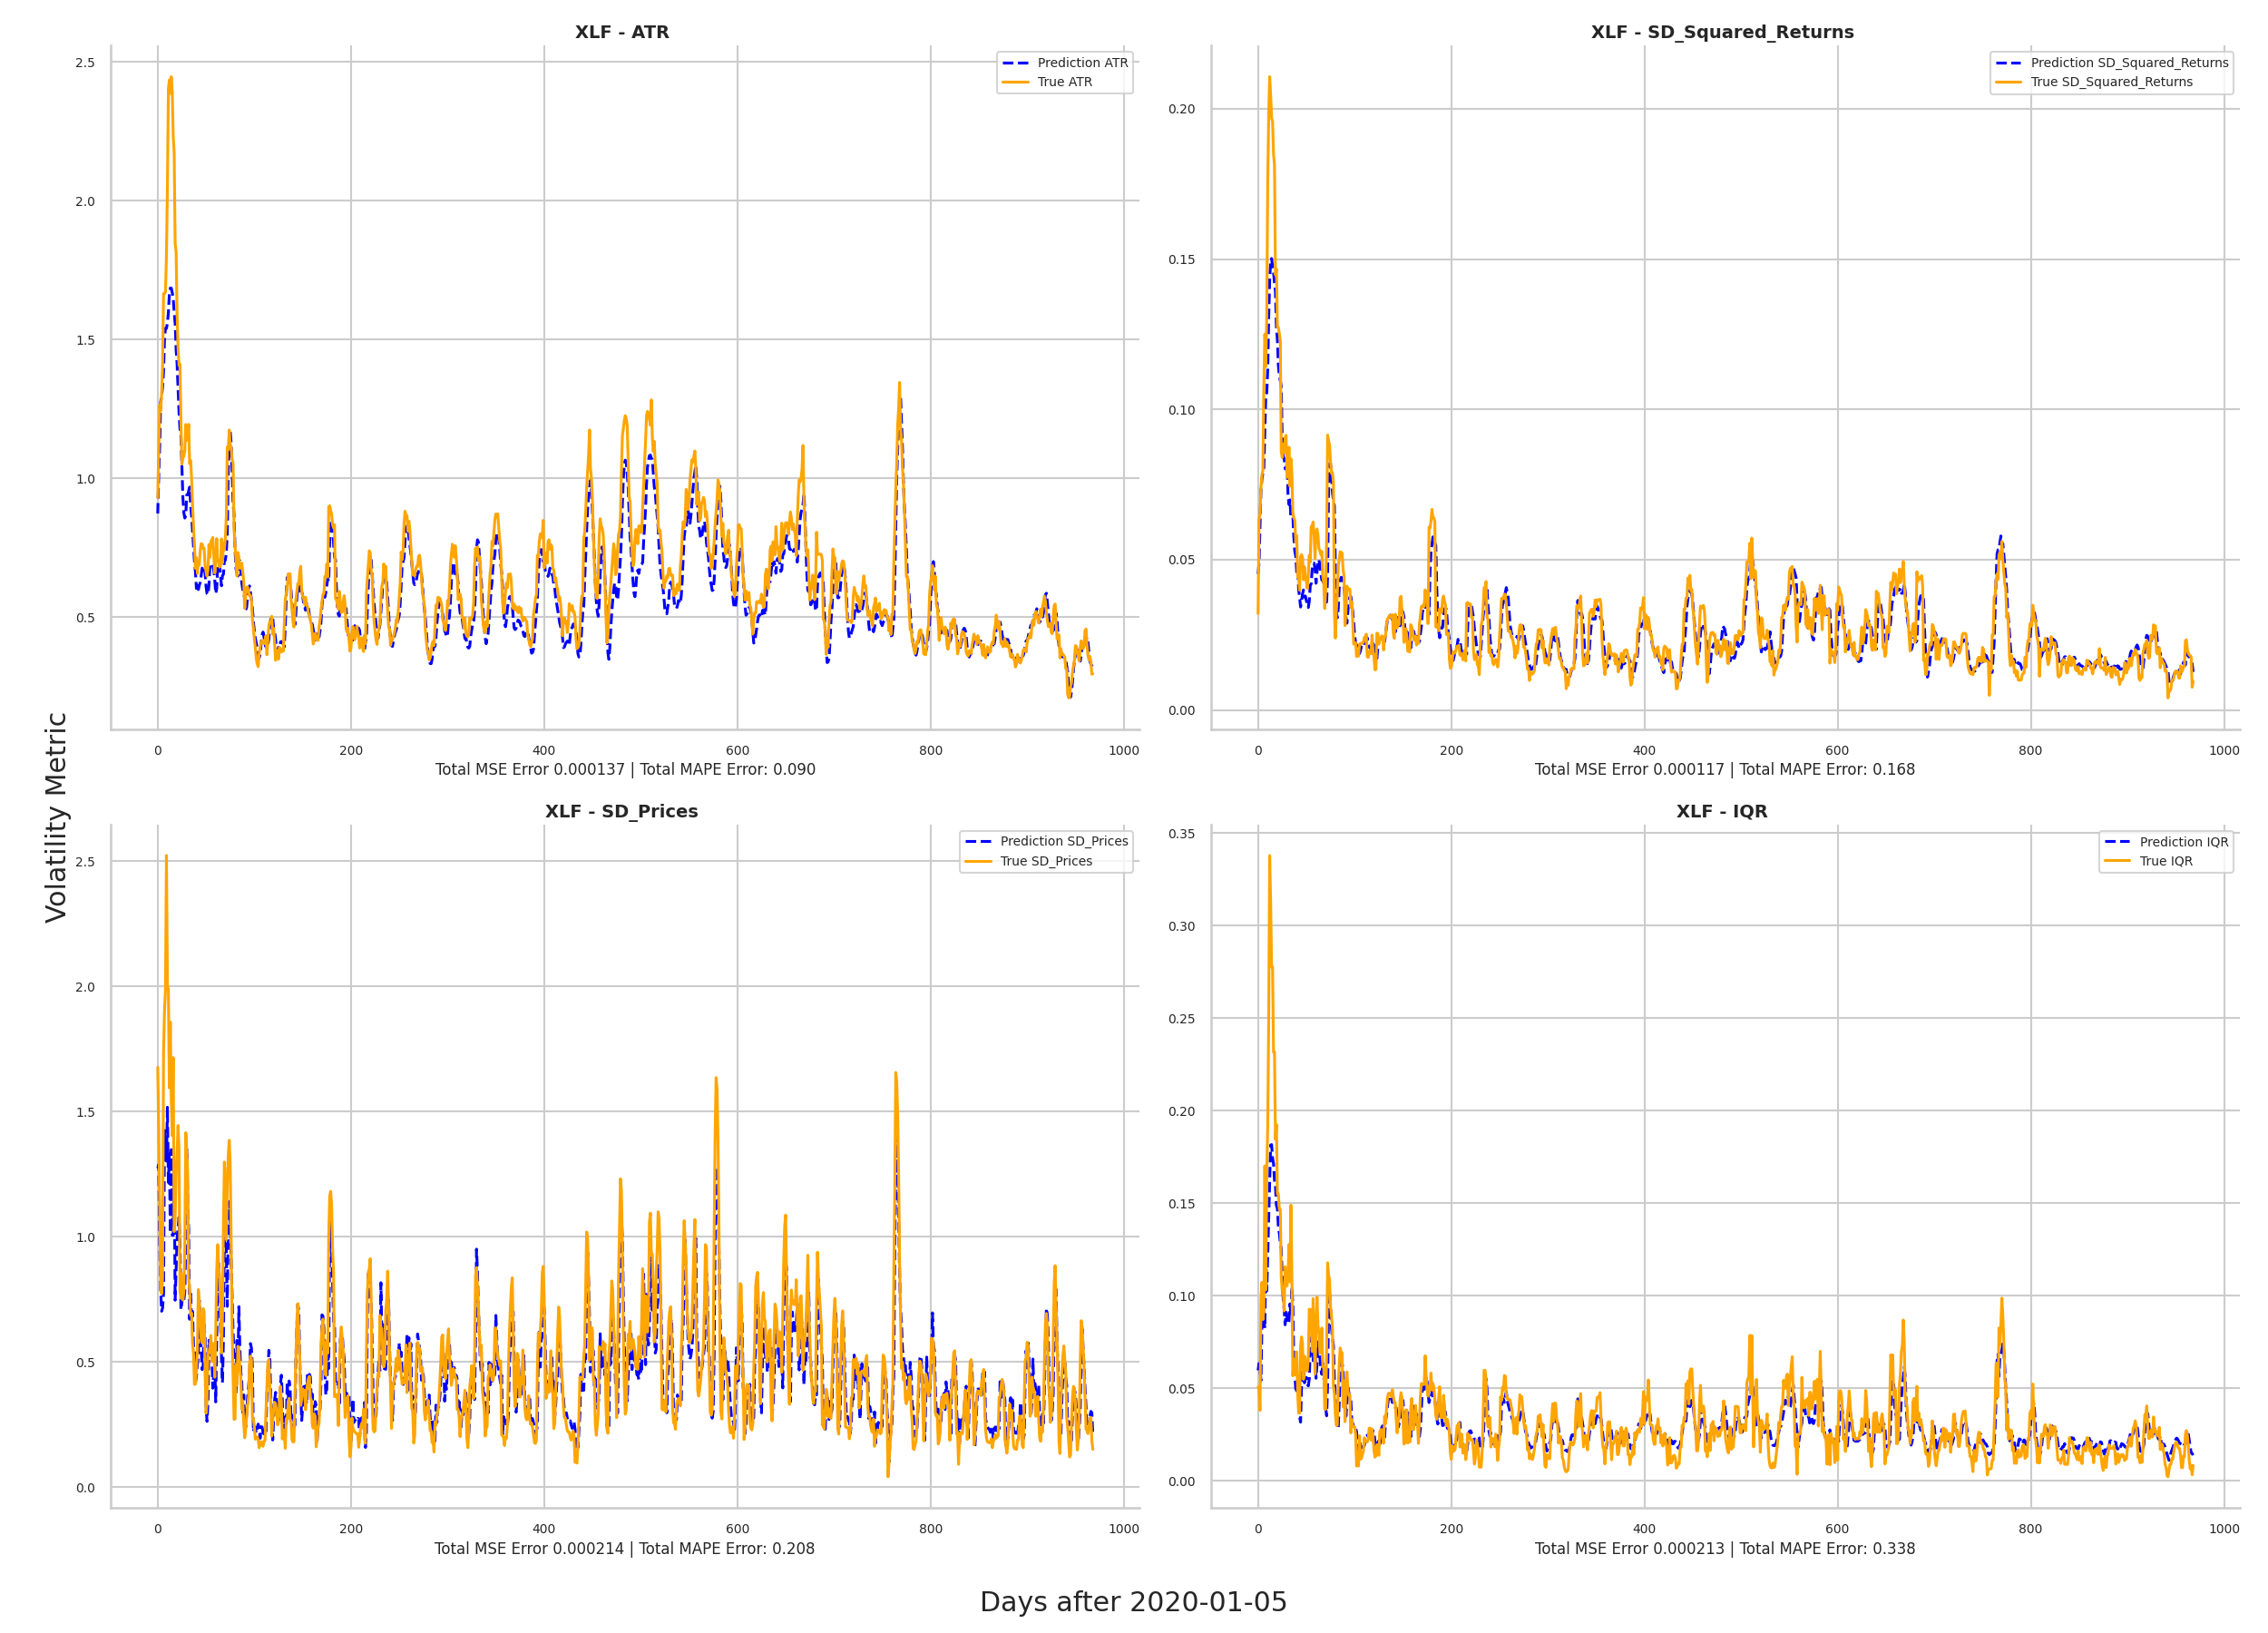 XLF - ATR
2.5
2.0
1.5
1.0
0.5
Prediction ATR
True ATR
0 200 400 600 800 1000
Total MSE Error 0.000137 | Total MAPE Error: 0.090
XLF - SD_Squared_Returns
0.20
0.15
0.10
0.05
0.00
Prediction SD_Squared_Returns
True SD_Squared_Returns
0 200 400 600 800 1000
Total MSE Error 0.000117 | Total MAPE Error: 0.168
Volatility Metric
XLF - SD_Prices
2.5
2.0
1.5
1.0
0.5
0.0
Prediction SD_Prices
True SD_Prices
0 200 400 600 800 1000
Total MSE Error 0.000214 | Total MAPE Error: 0.208
XLF - IQR
0.35
0.30
0.25
0.20
0.15
0.10
0.05
0.00
Prediction IQR
True IQR
0 200 400 600 800 1000
Total MSE Error 0.000213 | Total MAPE Error: 0.338
Days after 2020-01-05